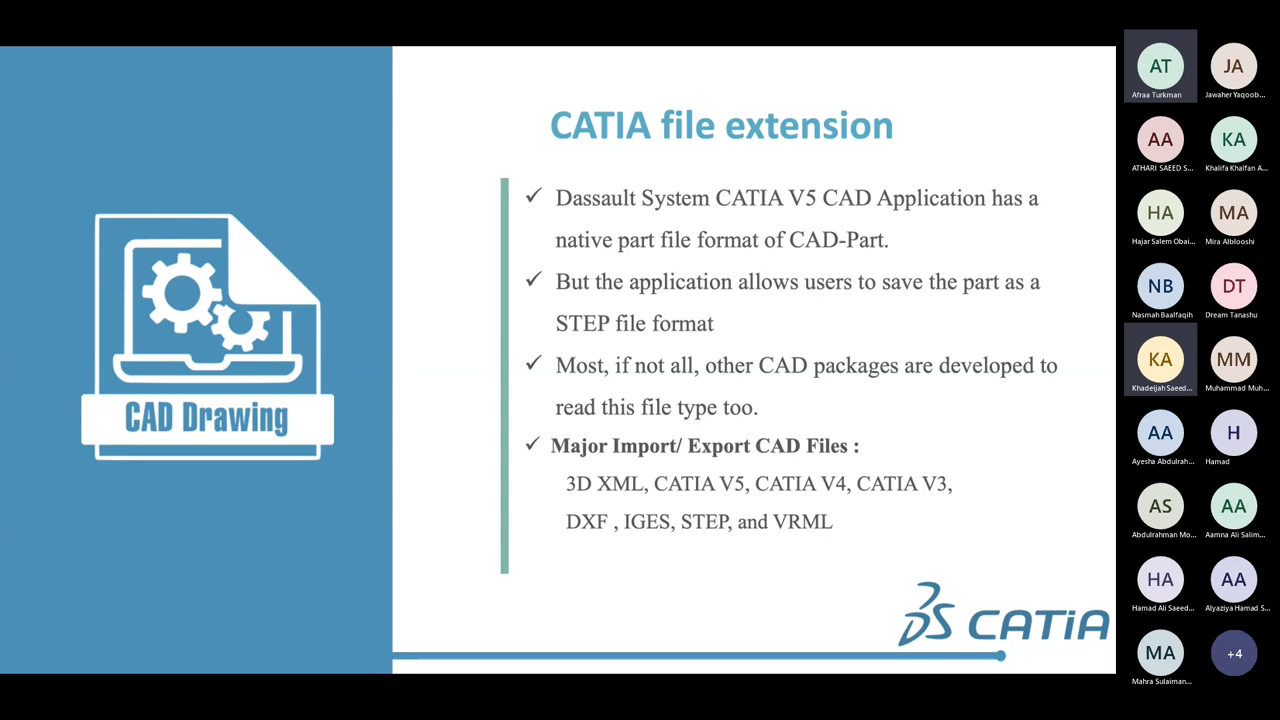 CATIA file extension
✓ Dassault System CATIA V5 CAD Application has a
native part file format of CAD-Part.
✓ But the application allows users to save the part as a
STEP file format
✓ Most, if not all, other CAD packages are developed to
read this file type too.
✓ Major Import/ Export CAD Files :
3D XML, CATIA V5, CATIA V4, CATIA V3,
DXF , IGES, STEP, and VRML
CAD Drawing
DS CATIA
AT
Afraa Turkman
JA
Jawaher Yaqoob...
AA
ATHARI SAEED S...
KA
Khalifa Khalfan A...
HA
Hajar Salem Obai...
MA
Mira Alblooshi
NB
Nasmah Baalfaqih
DT
Dream Tanashu
KA
Khadeijah Saeed...
MM
Muhammad Muh...
AA
Ayesha Abdulrah...
H
Hamad
AS
Abdulrahman Mo...
AA
Aamna Ali Salim...
HA
Hamad Ali Saeed...
AA
Alyaziya Hamad S...
MA
Mahra Sulaiman...
+4